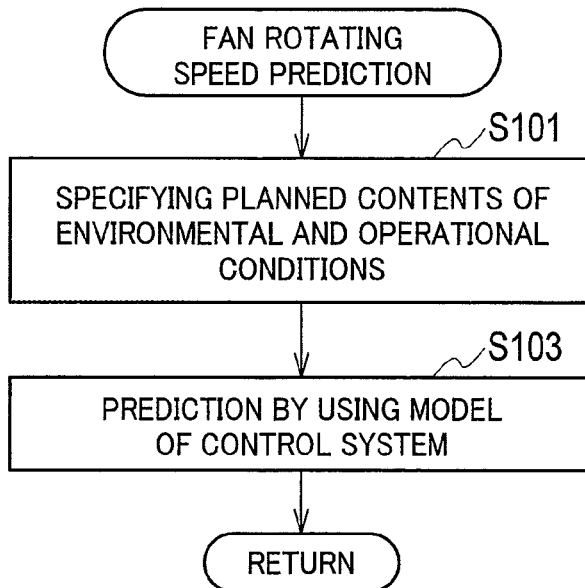 FAN ROTATING
SPEED PREDICTION
S101
SPECIFYING PLANNED CONTENTS OF
ENVIRONMENTAL AND OPERATIONAL
CONDITIONS
S103
PREDICTION BY USING MODEL
OF CONTROL SYSTEM
RETURN